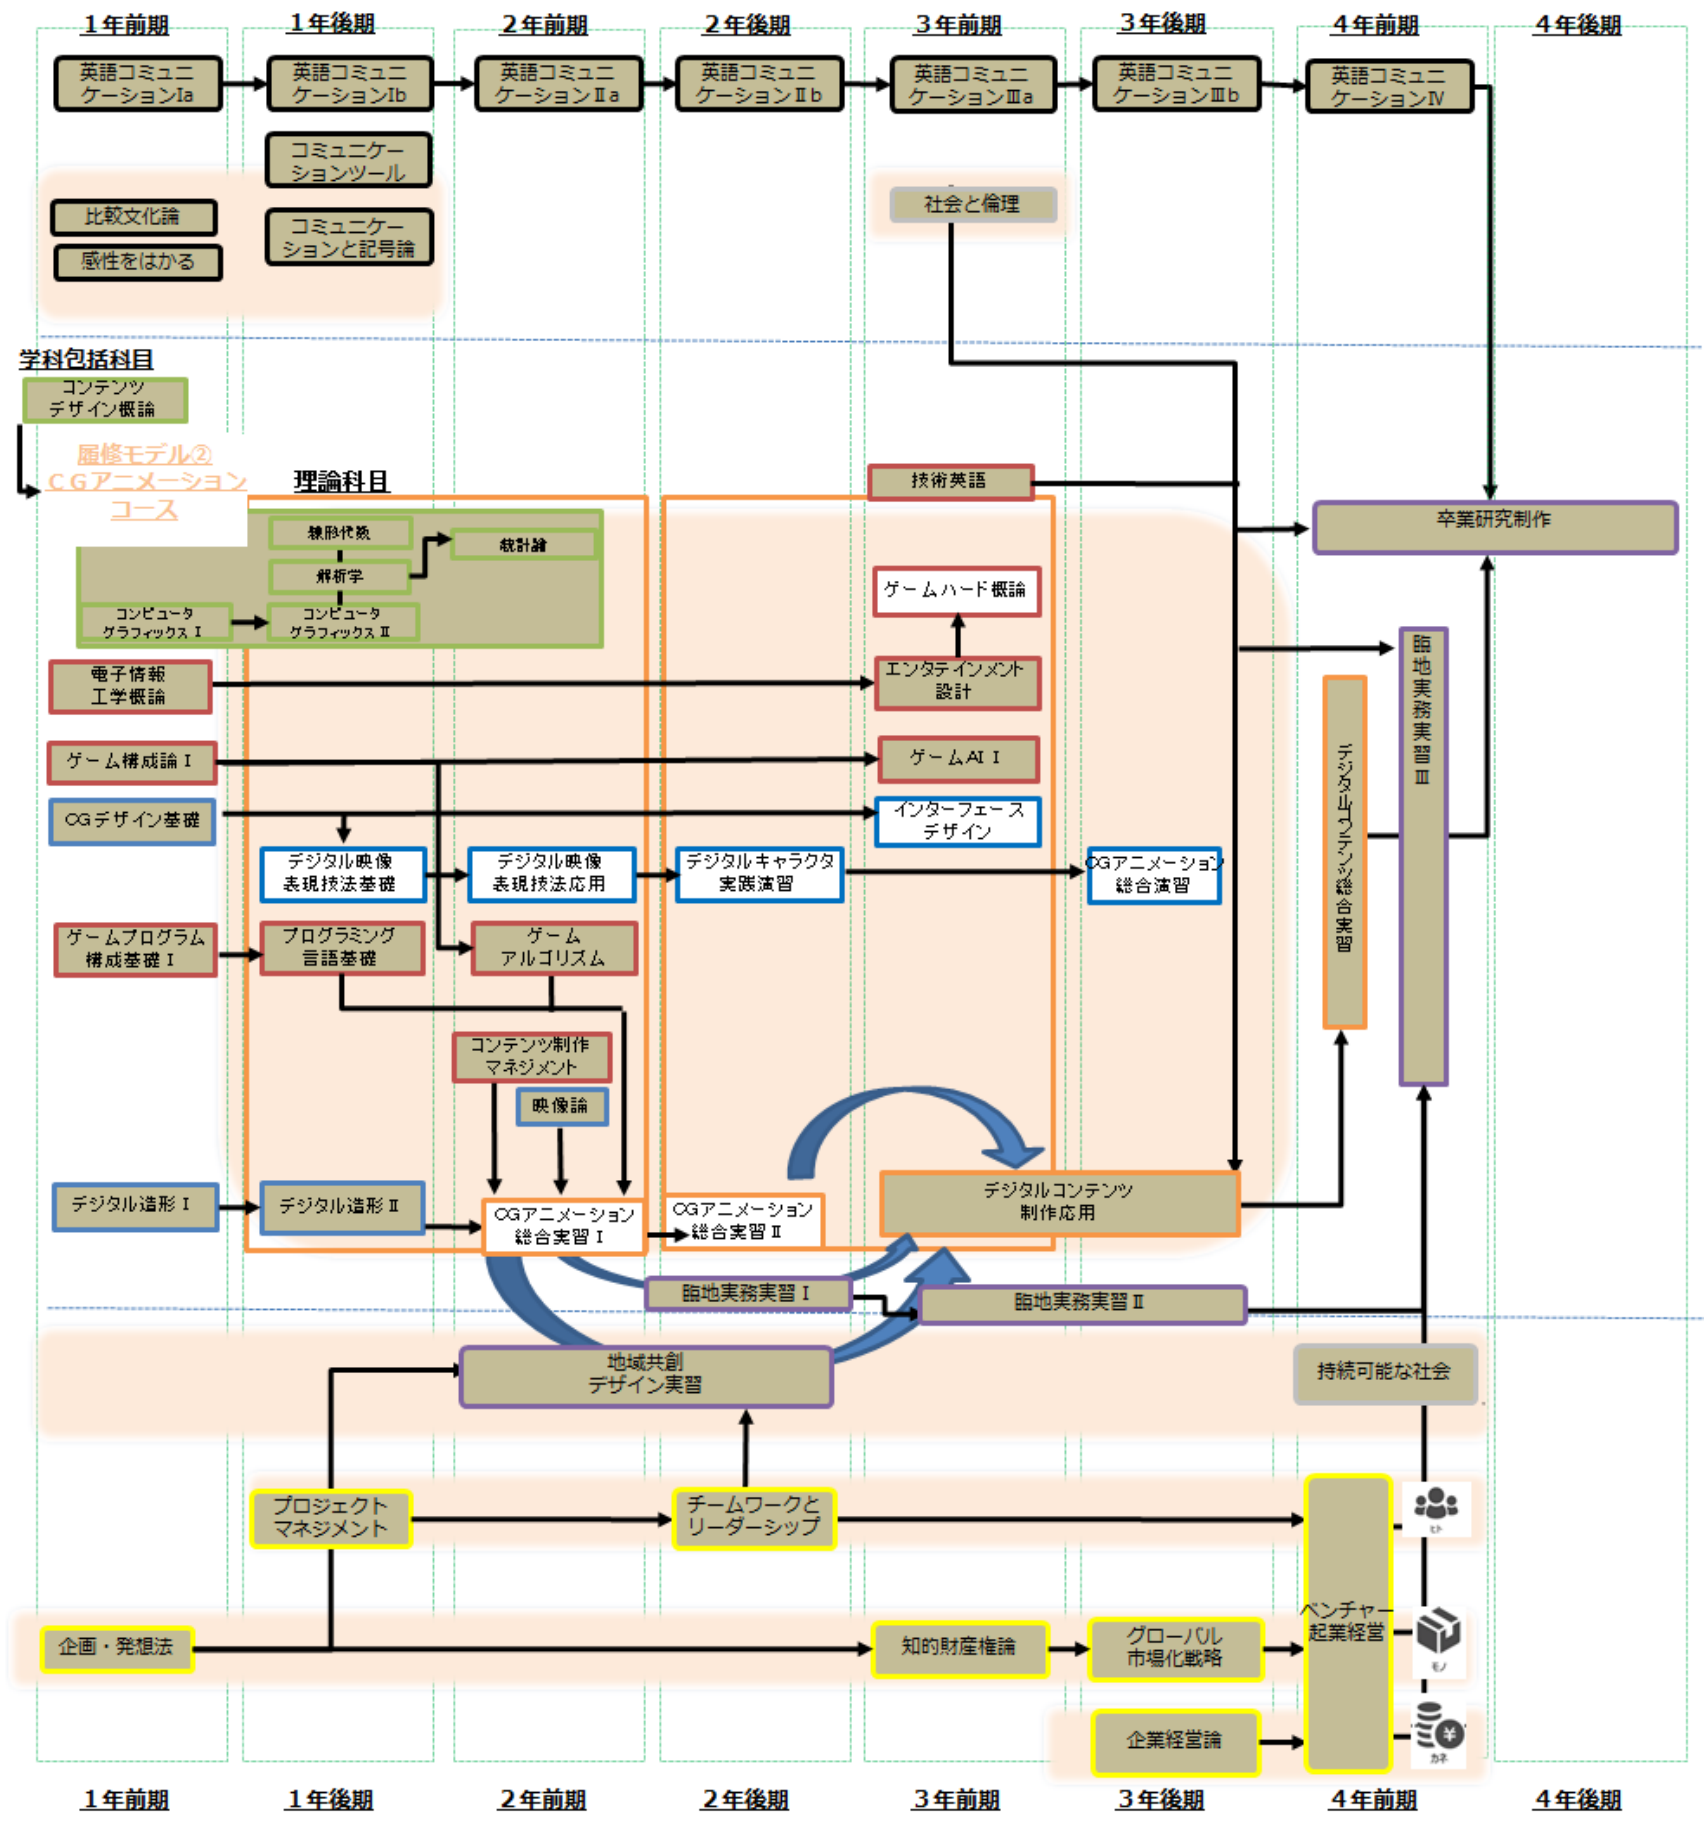 １年前期
１年後期
２年前期
２年後期
３年前期
３年後期
４年前期
４年後期
英語コミュニ
ケーションIa
英語コミュニ
ケーションIb
英語コミュニ
ケーションⅡa
英語コミュニ
ケーションⅡb
英語コミュニ
ケーションⅢa
英語コミュニ
ケーションⅢb
英語コミュニ
ケーションⅣ
コミュニケー
ションツール
比較文化論
感性をはかる
コミュニケー
ションと記号論
社会と倫理
学科包括科目
コンテンツ
デザイン概論
履修モデル②
ＣＧアニメーション
コース
理論科目
技術英語
卒業研究制作
線形代数
統計論
解析学
コンピュータ
グラフィックスⅠ
コンピュータ
グラフィックスⅡ
ゲームハード概論
電子情報
工学概論
エンタテインメント
設計
臨地実務実習Ⅲ
デジタルコンテンツ総合実習
ゲーム構成論Ⅰ
ゲームAIⅠ
CGデザイン基礎
インターフェース
デザイン
デジタル映像
表現技法基礎
デジタル映像
表現技法応用
デジタルキャラクタ
実践演習
CGアニメーション
総合演習
ゲームプログラム
構成基礎Ⅰ
プログラミング
言語基礎
ゲーム
アルゴリズム
コンテンツ制作
マネジメント
映像論
デジタル造形Ⅰ
デジタル造形Ⅱ
CGアニメーション
総合実習Ⅰ
CGアニメーション
総合実習Ⅱ
デジタルコンテンツ
制作応用
臨地実務実習Ⅰ
臨地実務実習Ⅱ
地域共創
デザイン実習
持続可能な社会
プロジェクト
マネジメント
チームワークと
リーダーシップ
ヒト
ベンチャー
起業経営
企画・発想法
知的財産権論
グローバル
市場化戦略
モノ
企業経営論
カネ
１年前期
１年後期
２年前期
２年後期
３年前期
３年後期
４年前期
４年後期